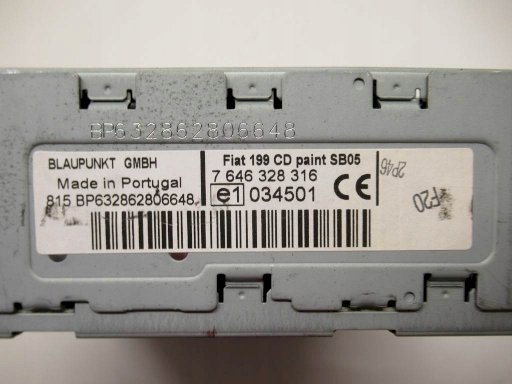 BP632862806648
BLAUPUNKT GMBH
Made in Portugal
815 BP632862806648
Fiat 199 CD paint SB05
7 646 328 316
e1 034501 CE
2P46
F20